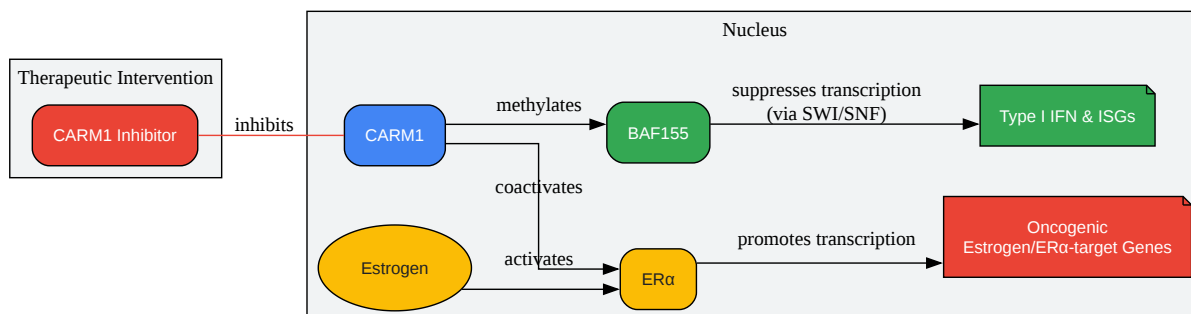 Nucleus
Therapeutic Intervention
CARM1 Inhibitor
inhibits
CARM1
methylates
BAF155
suppresses transcription
(via SWI/SNF)
Type I IFN & ISGs
coactivates
Estrogen
activates
ERα
promotes transcription
Oncogenic
Estrogen/ERα-target Genes